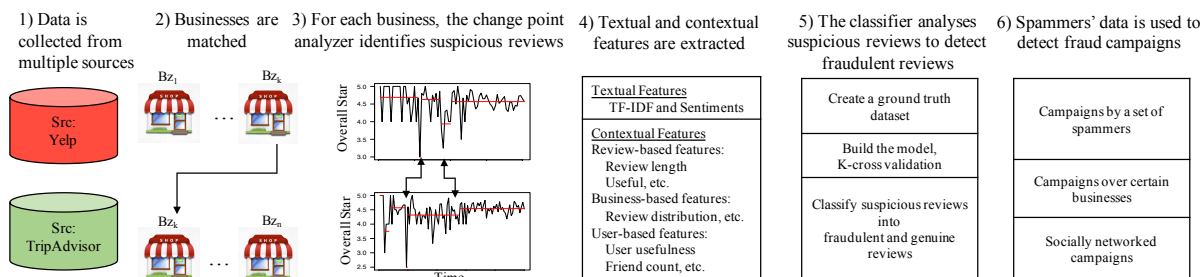 1) Data is
collected from
multiple sources
Src:
Yelp
Src:
TripAdvisor
2) Businesses are
matched
Bz1
Bzk
SHOP
SHOP
...
Bzk
Bzn
SHOP
SHOP
...
3) For each business, the change point
analyzer identifies suspicious reviews
Overall Star
5.0
4.5
4.0
3.5
3.0
Overall Star
5.0
4.5
4.0
3.5
3.0
2.5
Time
4) Textual and contextual
features are extracted
Textual Features
TF-IDF and Sentiments
Contextual Features
Review-based features:
Review length
Useful, etc.
Business-based features:
Review distribution, etc.
User-based features:
User usefulness
Friend count, etc.
5) The classifier analyses
suspicious reviews to detect
fraudulent reviews
Create a ground truth
dataset
Build the model,
K-cross validation
Classify suspicious reviews
into
fraudulent and genuine
reviews
6) Spammers' data is used to
detect fraud campaigns
Campaigns by a set of
spammers
Campaigns over certain
businesses
Socially networked
campaigns